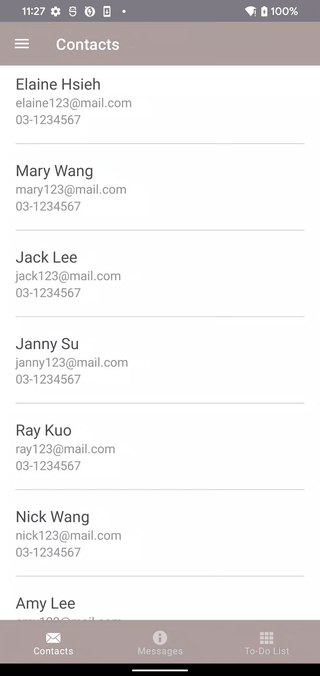 11:27
100%
Contacts
Elaine Hsieh
elaine123@mail.com
03-1234567
Mary Wang
mary123@mail.com
03-1234567
Jack Lee
jack123@mail.com
03-1234567
Janny Su
janny123@mail.com
03-1234567
Ray Kuo
ray123@mail.com
03-1234567
Nick Wang
nick123@mail.com
03-1234567
Amy Lee
Contacts
Messages
To-Do List